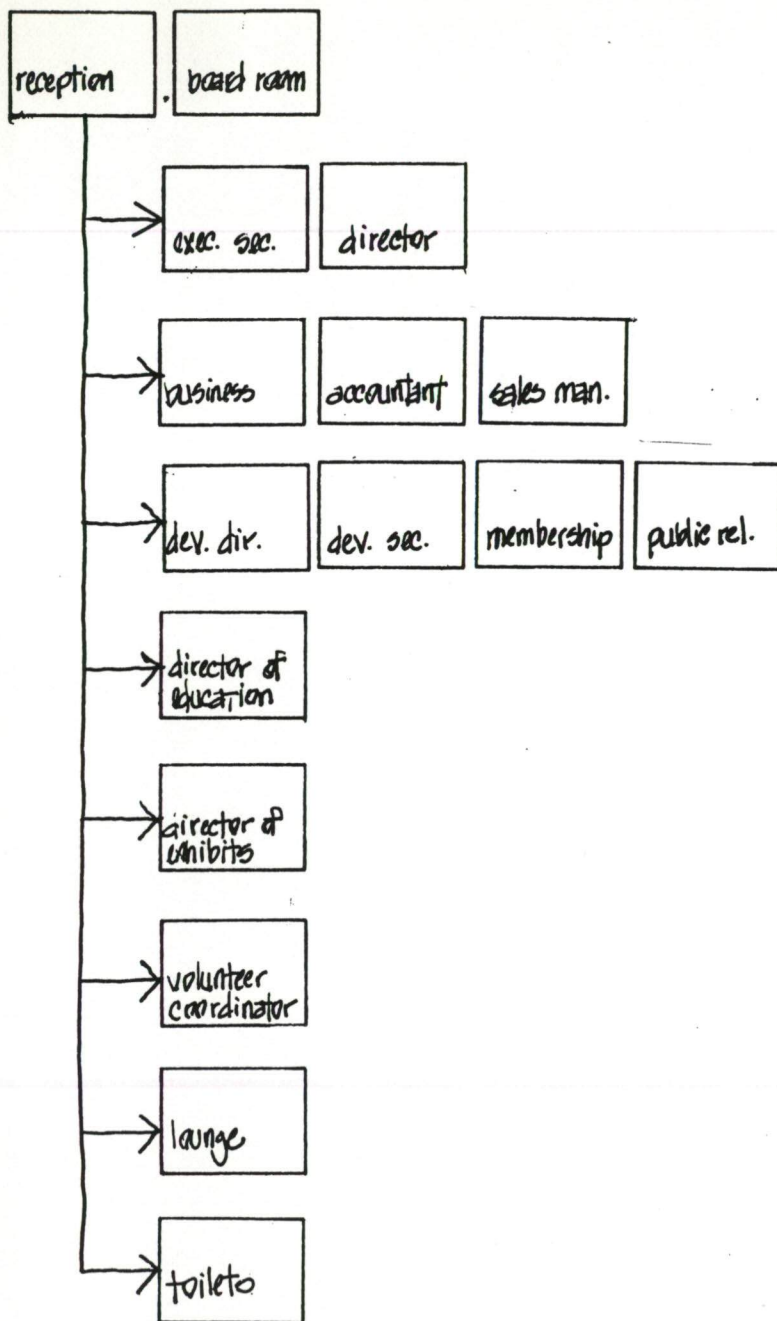 reception
board room
exec. sec.
director
business
accountant
sales man.
dev. dir.
dev. sec.
membership
public rel.
director of
education
director of
exhibits
volunteer
coordinator
lounge
toilets